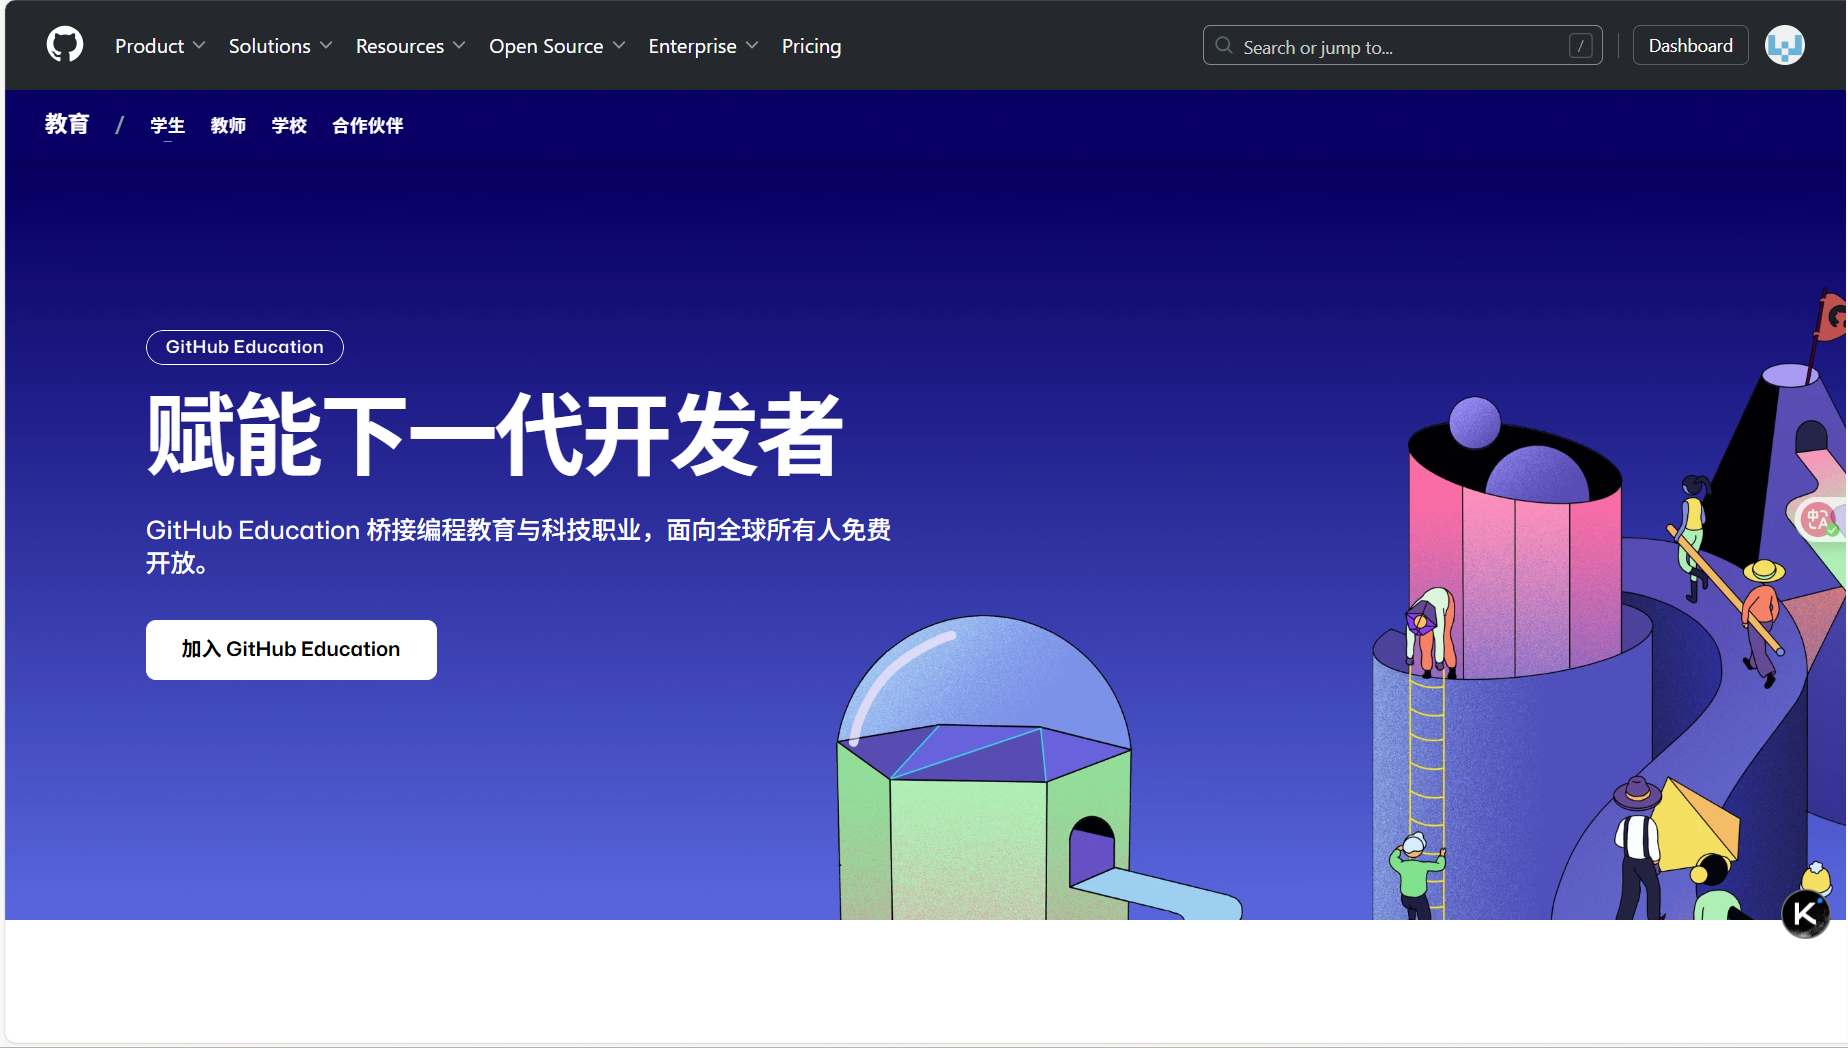 Product
Solutions
Resources
Open Source
Enterprise
Pricing
Search or jump to...
/
Dashboard
教育 / 学生 教师 学校 合作伙伴
GitHub Education
赋能下一代开发者
GitHub Education 桥接编程教育与科技职业，面向全球所有人免费
开放。
加入 GitHub Education
中A
K